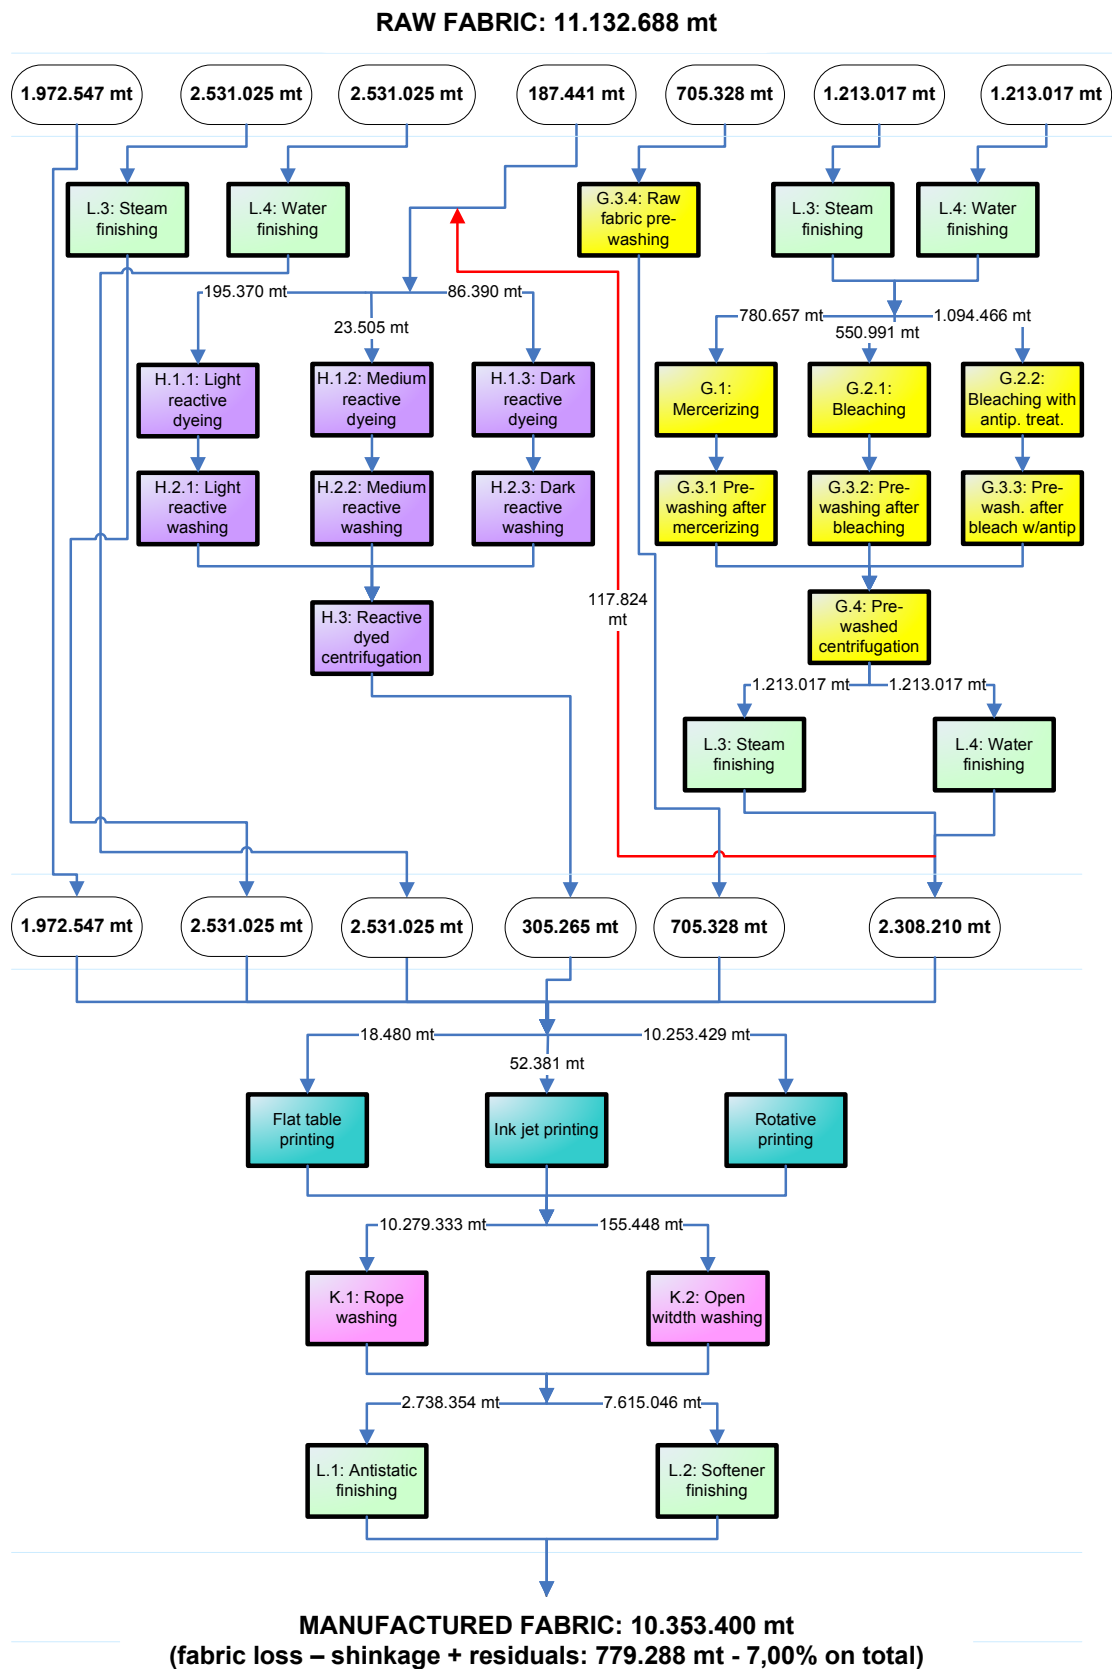 RAW FABRIC: 11.132.688 mt
1.972.547 mt
2.531.025 mt
2.531.025 mt
187.441 mt
705.328 mt
1.213.017 mt
1.213.017 mt
L.3: Steam
finishing
L.4: Water
finishing
G.3.4: Raw
fabric pre-
washing
L.3: Steam
finishing
L.4: Water
finishing
195.370 mt
23.505 mt
86.390 mt
780.657 mt
550.991 mt
1.094.466 mt
H.1.1: Light
reactive
dyeing
H.1.2: Medium
reactive
dyeing
H.1.3: Dark
reactive
dyeing
G.1:
Mercerizing
G.2.1:
Bleaching
G.2.2:
Bleaching with
antip. treat.
H.2.1: Light
reactive
washing
H.2.2: Medium
reactive
washing
H.2.3: Dark
reactive
washing
G.3.1 Pre-
washing after
mercerizing
G.3.2: Pre-
washing after
bleaching
G.3.3: Pre-
wash. after
bleach w/antip
117.824
mt
H.3: Reactive
dyed
centrifugation
G.4: Pre-
washed
centrifugation
1.213.017 mt
1.213.017 mt
L.3: Steam
finishing
L.4: Water
finishing
1.972.547 mt
2.531.025 mt
2.531.025 mt
305.265 mt
705.328 mt
2.308.210 mt
18.480 mt
52.381 mt
10.253.429 mt
Flat table
printing
Ink jet printing
Rotative
printing
10.279.333 mt
155.448 mt
K.1: Rope
washing
K.2: Open
witdth washing
2.738.354 mt
7.615.046 mt
L.1: Antistatic
finishing
L.2: Softener
finishing
MANUFACTURED FABRIC: 10.353.400 mt
(fabric loss – shinkage + residuals: 779.288 mt - 7,00% on total)